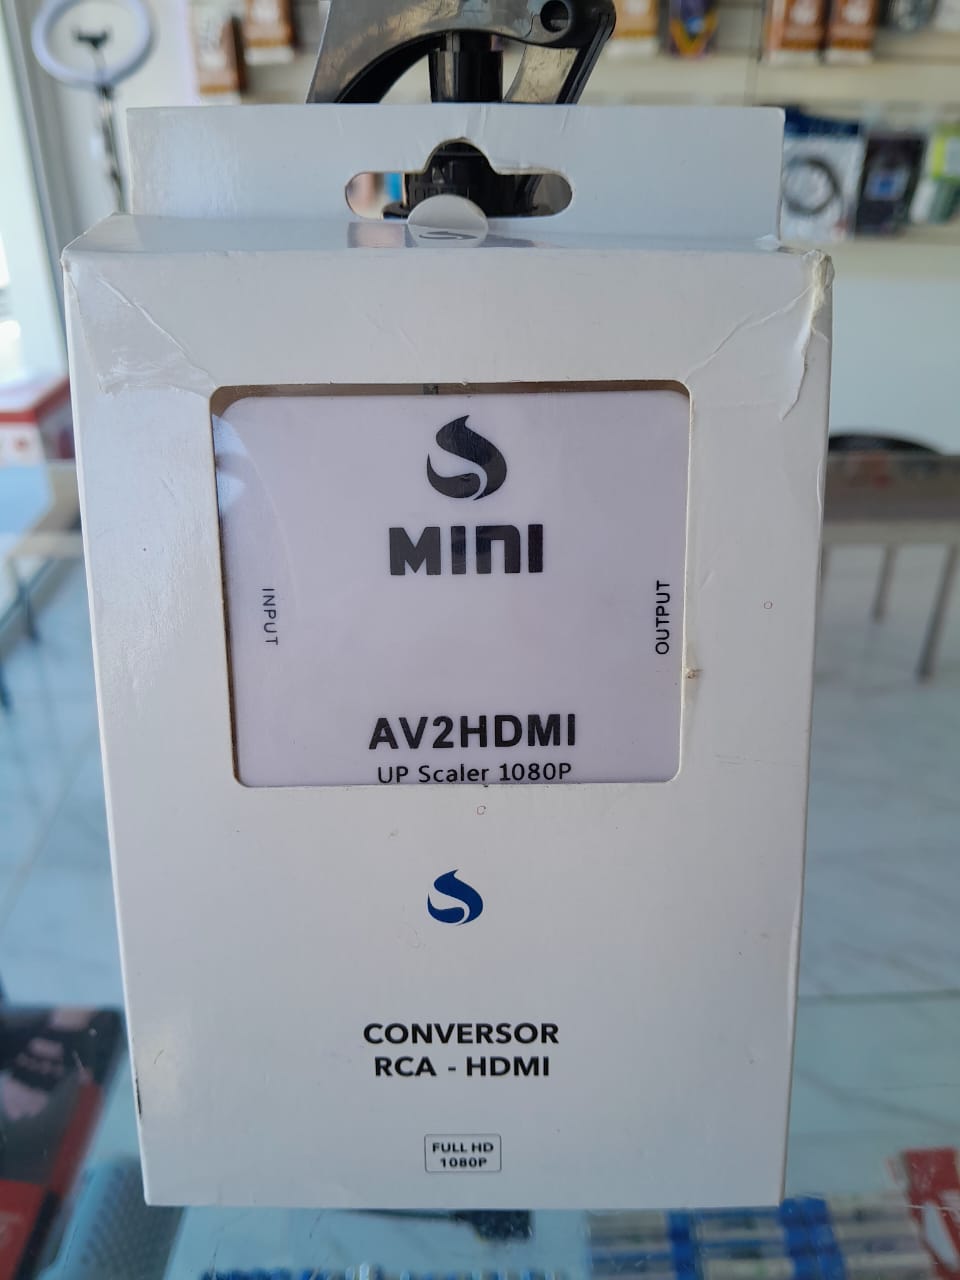 MINI
INPUT
OUTPUT
AV2HDMI
UP Scaler 1080P
CONVERSOR
RCA - HDMI
FULL HD
1080P